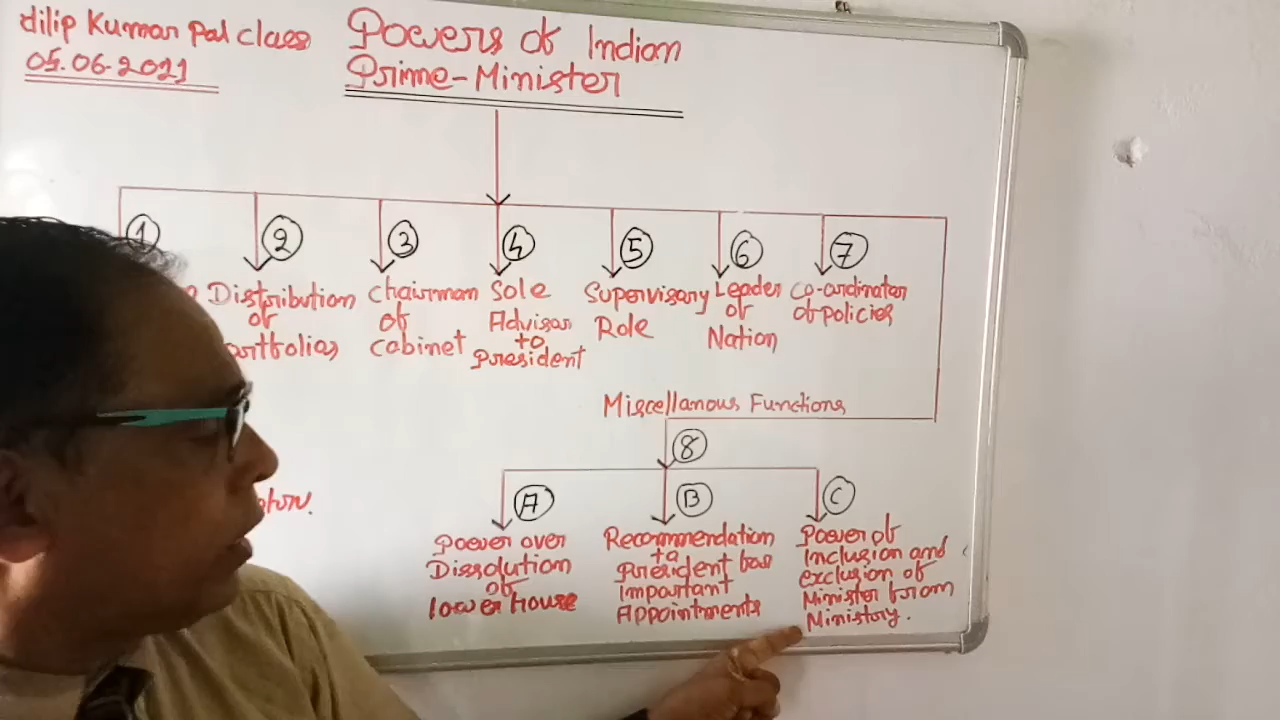 dilip Kumar Pal class
05.06.2021
Powers of Indian
Prime-Minister
1
2
3
4
5
6
7
Distribution
of
ortfolios
chairman
of
cabinet
Sole
Advisor
to
president
Supervisory
Role
Leader
of
Nation
co-ordinator
of policies
Miscellanous Functions
8
A
B
C
power over
Dissolution
of
lower house
Recommendation
to
president for
Important
Appointments
Power of
inclusion and
exclusion of
Minister from
Ministory.